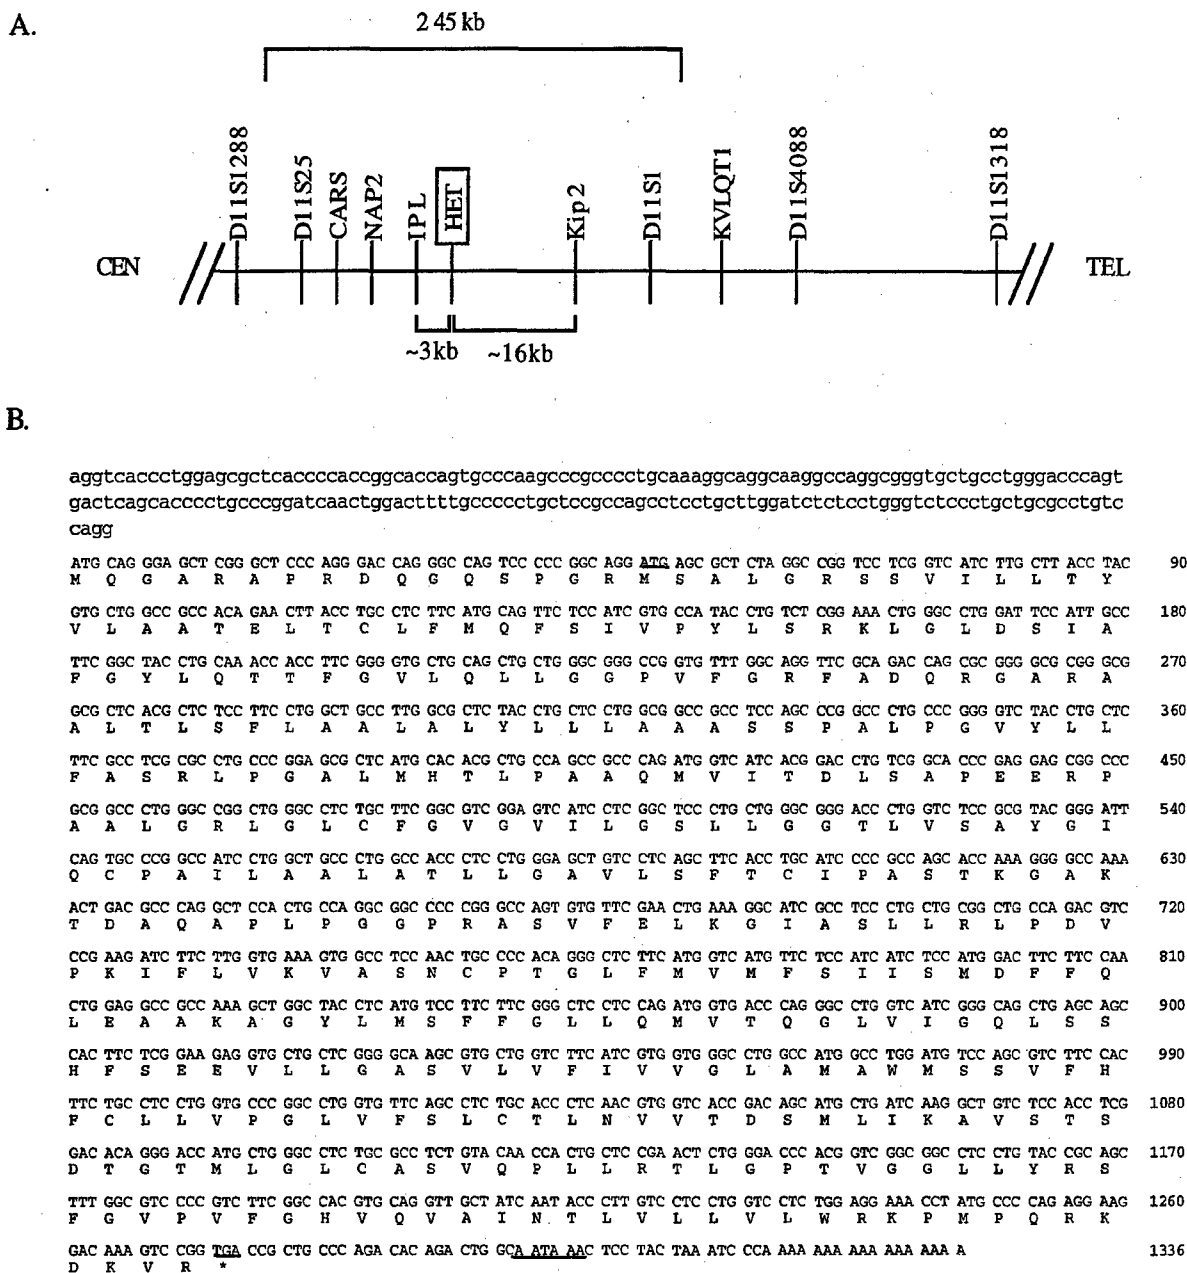 A.
2 45 kb
D11S1288
D11S25
CARS
NAP2
IPL
HET
Kip2
D11S1
KVLQT1
D11S4088
D11S1318
CEN
TEL
~3kb ~16kb
B.
aggtcaccctggagcgctcaccccaccggcaccagtgcccaagcccgcccctgcaaaggcaggcaaggccaggcgggtgctgcctgggacccagt
gactcagcacccctgcccggatcaactggacttttgccccctgctccgccagcctcctgcttggatctctcctgggtctccctgctgcgcctgtc
cagg
ATG CAG GGA GCT CGG GCT CCC AGG GAC CAG GGC CAG TCC CCC GGC AGG ATG AGC GCT CTA GGC CGG TCC TCG GTC ATC TTG CTT ACC TAC 90
M Q G A R A P R D Q G Q S P G R M S A L G R S S V I L L T Y
GTG CTG GCC GCC ACA GAA CTT ACC TGC CTC TTC ATG CAG TTC TCC ATC GTG CCA TAC CTG TCT CGG AAA CTG GGC CTG GAT TCC ATT GCC 180
V L A A T E L T C L F M Q F S I V P Y L S R K L G L D S I A
TTC GGC TAC CTG CAA ACC ACC TTC GGG GTG CTG CAG CTG CTG GGC GGG CCG GTG TTT GGC AGG TTC GCA GAC CAG CGC GGG GCG CGG GCG 270
F G Y L Q T T F G V L Q L L G G P V F G R F A D Q R G A R A
GCG CTC ACG CTC TCC TTC CTG GCT GCC TTG GCG CTC TAC CTG CTC CTG GCG GCC GCC TCC AGC CCG GCC CTG CCC GGG GTC TAC CTG CTC 360
A L T L S F L A A L A L Y L L L A A A S S P A L P G V Y L L
TTC GCC TCG CGC CTG CCC GGA GCG CTC ATG CAC ACG CTG CCA GCC GCC CAG ATG GTC ATC ACG GAC CTG TCG GCA CCC GAG GAG CGG CCC 450
F A S R L P G A L M H T L P A A Q M V I T D L S A P E E R P
GCG GCC CTG GGC CGG CTG GGC CTC TGC TTC GGC GTC GGA GTC ATC CTC GGC TCC CTG CTG GGC GGG ACC CTG GTC TCC GCG TAC GGG ATT 540
A A L G R L G L C F G V G V I L G S L L G G T L V S A Y G I
CAG TGC CCG GCC ATC CTG GCT GCC CTG GCC ACC CTC CTG GGA GCT GTC CTC AGC TTC ACC TGC ATC CCC GCC AGC ACC AAA GGG GCC AAA 630
Q C P A I L A A L A T L L G A V L S F T C I P A S T K G A K
ACT GAC GCC CAG GCT CCA CTG CCA GGC GGC CCC CGG GCC AGT GTG TTC GAA CTG AAA GGC ATC GCC TCC CTG CTG CGG CTG CCA GAC GTC 720
T D A Q A P L P G G P R A S V F E L K G I A S L L R L P D V
CCG AAG ATC TTC TTG GTG AAA GTG GCC TCC AAC TGC CCC ACA GGG CTC TTC ATG GTC ATG TTC TCC ATC ATC TCC ATG GAC TTC TTC CAA 810
P K I F L V K V A S N C P T G L F M V M F S I I S M D F F Q
CTG GAG GCC GCC AAA GCT GGC TAC CTC ATG TCC TTC TTC GGG CTC CTC CAG ATG GTG ACC CAG GGC CTG GTC ATC GGG CAG CTG AGC AGC 900
L E A A K A G Y L M S F F G L L Q M V T Q G L V I G Q L S S
CAC TTC TCG GAA GAG GTG CTG CTC GGG GCA AGC GTG CTG GTC TTC ATC GTG GTG GGC CTG GCC ATG GCC TGG ATG TCC AGC GTC TTC CAC 990
H F S E E V L L G A S V L V F I V V G L A M A W M S S V F H
TTC TGC CTC CTG GTG CCC GGC CTG GTG TTC AGC CTC TGC ACC CTC AAC GTG GTC ACC GAC AGC ATG CTG ATC AAG GCT GTC TCC ACC TCG 1080
F C L L V P G L V F S L C T L N V V T D S M L I K A V S T S
GAC ACA GGG ACC ATG CTG GGC CTC TGC GCC TCT GTA CAA CCA CTG CTC CGA ACT CTG GGA CCC ACG GTC GGC GGC CTC CTG TAC CGC AGC 1170
D T G T M L G L C A S V Q P L L R T L G P T V G G L L Y R S
TTT GGC GTC CCC GTC TTC GGC CAC GTG CAG GTT GCT ATC AAT ACC CTT GTC CTC CTG GTC CTC TGG AGG AAA CCT ATG CCC CAG AGG AAG 1260
F G V P V F G H V Q V A I N T L V L L V L W R K P M P Q R K
GAC AAA GTC CGG TGA CCG CTG CCC AGA CAC AGA CTG GCA ATA AAC TCC TAC TAA ATC CCA AAA AAA AAA AAA AAA A 1336
D K V R *